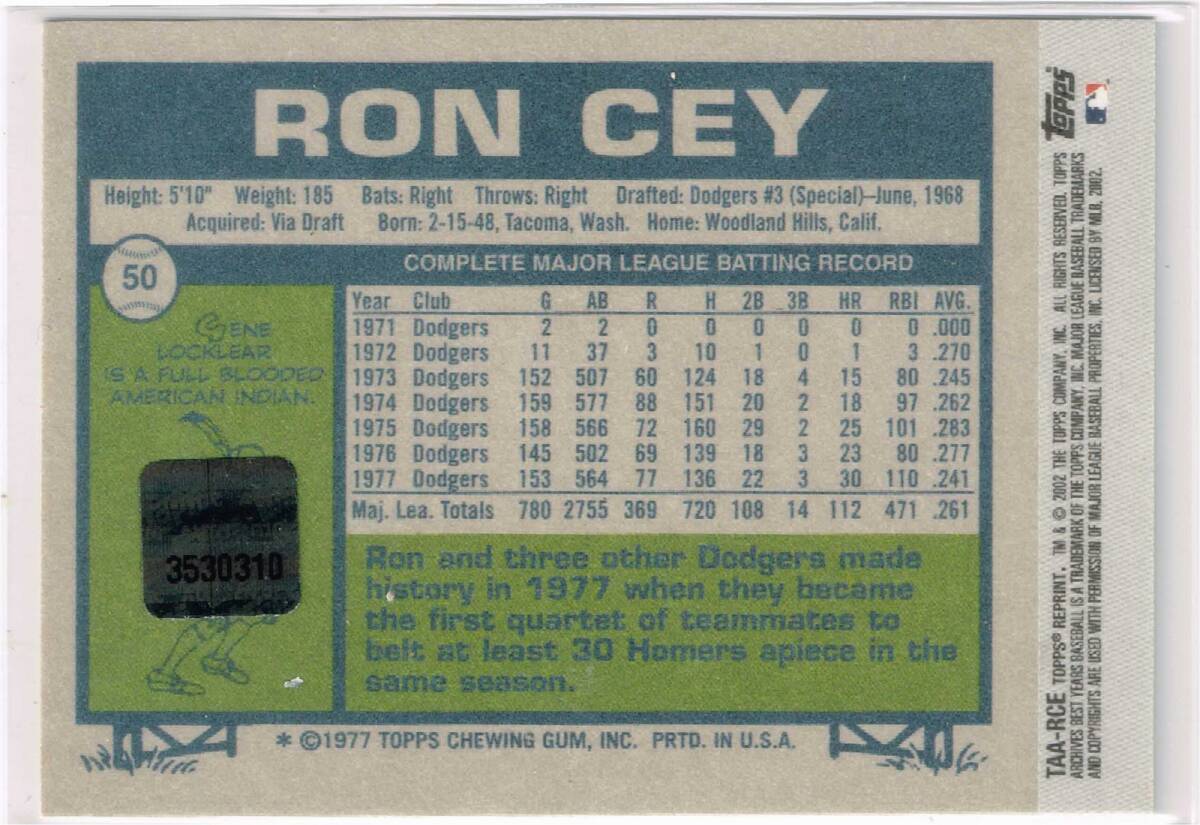 RON CEY
Height: 5'10" Weight: 185 Bats: Right Throws: Right Drafted: Dodgers #3 (Special)—June, 1968
Acquired: Via Draft Born: 2-15-48, Tacoma, Wash. Home: Woodland Hills, Calif.
50
COMPLETE MAJOR LEAGUE BATTING RECORD
Year Club G AB R H 2B 3B HR RBI AVG.
1971 Dodgers 2 2 0 0 0 0 0 0 .000
1972 Dodgers 11 37 3 10 1 0 1 3 .270
1973 Dodgers 152 507 60 124 18 4 15 80 .245
1974 Dodgers 159 577 88 151 20 2 18 97 .262
1975 Dodgers 158 566 72 160 29 2 25 101 .283
1976 Dodgers 145 502 69 139 18 3 23 80 .277
1977 Dodgers 153 564 77 136 22 3 30 110 .241
Maj. Lea. Totals 780 2755 369 720 108 14 112 471 .261
GENE
LOCKLEAR
IS A FULL BLOODED
AMERICAN INDIAN.
3530310
Ron and three other Dodgers made
history in 1977 when they became
the first quartet of teammates to
belt at least 30 Homers apiece in the
same season.
* ©1977 TOPPS CHEWING GUM, INC. PRTD. IN U.S.A.
TOPPS
TAA-RCE TOPPS® REPRINT. TM & © 2002 THE TOPPS COMPANY, INC. ALL RIGHTS RESERVED. TOPPS
ARCHIVES BEST YEARS BASEBALL IS A TRADEMARK OF THE TOPPS COMPANY, INC. MAJOR LEAGUE BASEBALL TRADEMARKS
AND COPYRIGHTS ARE USED WITH PERMISSION OF MAJOR LEAGUE BASEBALL PROPERTIES, INC. LICENSED BY MLB. 2002.